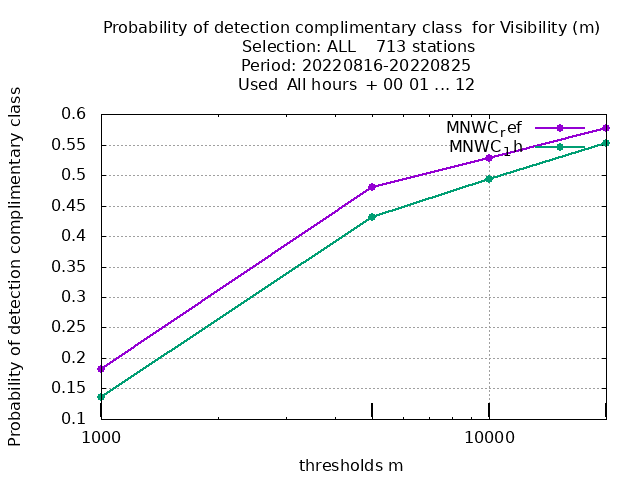 Probability of detection complimentary class  for Visibility (m)
Selection: ALL    713 stations
Period: 20220816-20220825
Used  All hours  + 00 01 ... 12
Probability of detection complimentary class
0.6
0.55
0.5
0.45
0.4
0.35
0.3
0.25
0.2
0.15
0.1
MNWCref
MNWC1h
1000 10000
thresholds m